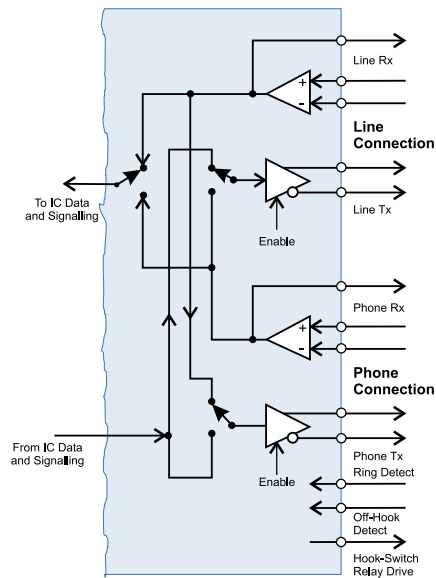 Line Rx
+
-
Line
Connection
To IC Data
and Signalling
Line Tx
Enable
Phone Rx
+
-
Phone
Connection
From IC Data
and Signalling
Phone Tx
Ring Detect
Enable
Off-Hook
Detect
Hook-Switch
Relay Drive